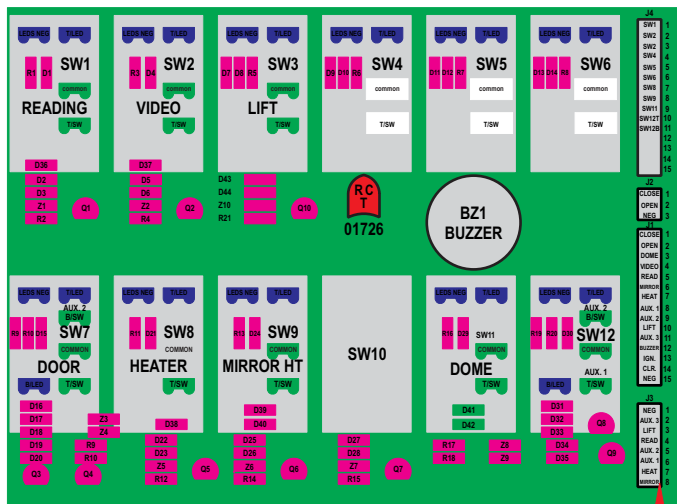 LEDS NEG T/LED
R1 D1 SW1
common
READING T/SW
D36
D2
D3
Z1
R2
Q1
LEDS NEG T/LED
R3 D4 SW2
common
VIDEO T/SW
D37
D5
D6
Z2
R4
Q2
LEDS NEG T/LED
D7 D8 R5 SW3
common
LIFT T/SW
D43
D44
Z10
R21
Q10
LEDS NEG T/LED
D9 D10 R6 SW4
common
T/SW
RC
T
01726
LEDS NEG T/LED
D11 D12 R7 SW5
common
T/SW
BZ1
BUZZER
LEDS NEG T/LED
D13 D14 R8 SW6
common
T/SW
J4
SW1 1
SW2 2
SW2 3
SW4 4
SW5 5
SW6 6
SW8 7
SW9 8
SW11 9
SW12T 10
SW12B 11
12
13
14
15
J2
CLOSE 1
OPEN 2
NEG 3
J1
CLOSE 1
OPEN 2
DOME 3
VIDEO 4
READ 5
MIRROR 6
HEAT 7
AUX. 1 8
AUX. 2 9
LIFT 10
AUX. 3 11
BUZZER 12
IGN. 13
CLR. 14
NEG 15
J3
NEG 1
AUX. 3 2
LIFT 3
READ 4
AUX. 2 5
AUX. 1 6
HEAT 7
MIRROR 8
LEDS NEG T/LED
AUX. 2
B/SW
R9 R10 D15 SW7
COMMON
DOOR
B/LED T/SW
D16
D17
D18
D19
D20
Z3
Z4
R9
R10
Q3 Q4
LEDS NEG T/LED
R11 D21 SW8
COMMON
HEATER
T/SW
D38
D22
D23
Z5
R12
Q5
LEDS NEG T/LED
R13 D24 SW9
COMMON
MIRROR HT
T/SW
D39
D40
D25
D26
Z6
R14
Q6
SW10
D27
D28
Z7
R15
Q7
LEDS NEG T/LED
R16 D29 SW11
COMMON
DOME
T/SW
D41
D42
R17
R18
Z8
Z9
LEDS NEG T/LED
AUX. 2
B/SW
R19 R20 D30 SW12
COMMON
AUX. 1
B/LED T/SW
D31
D32
D33
D34
D35
Q8
Q9